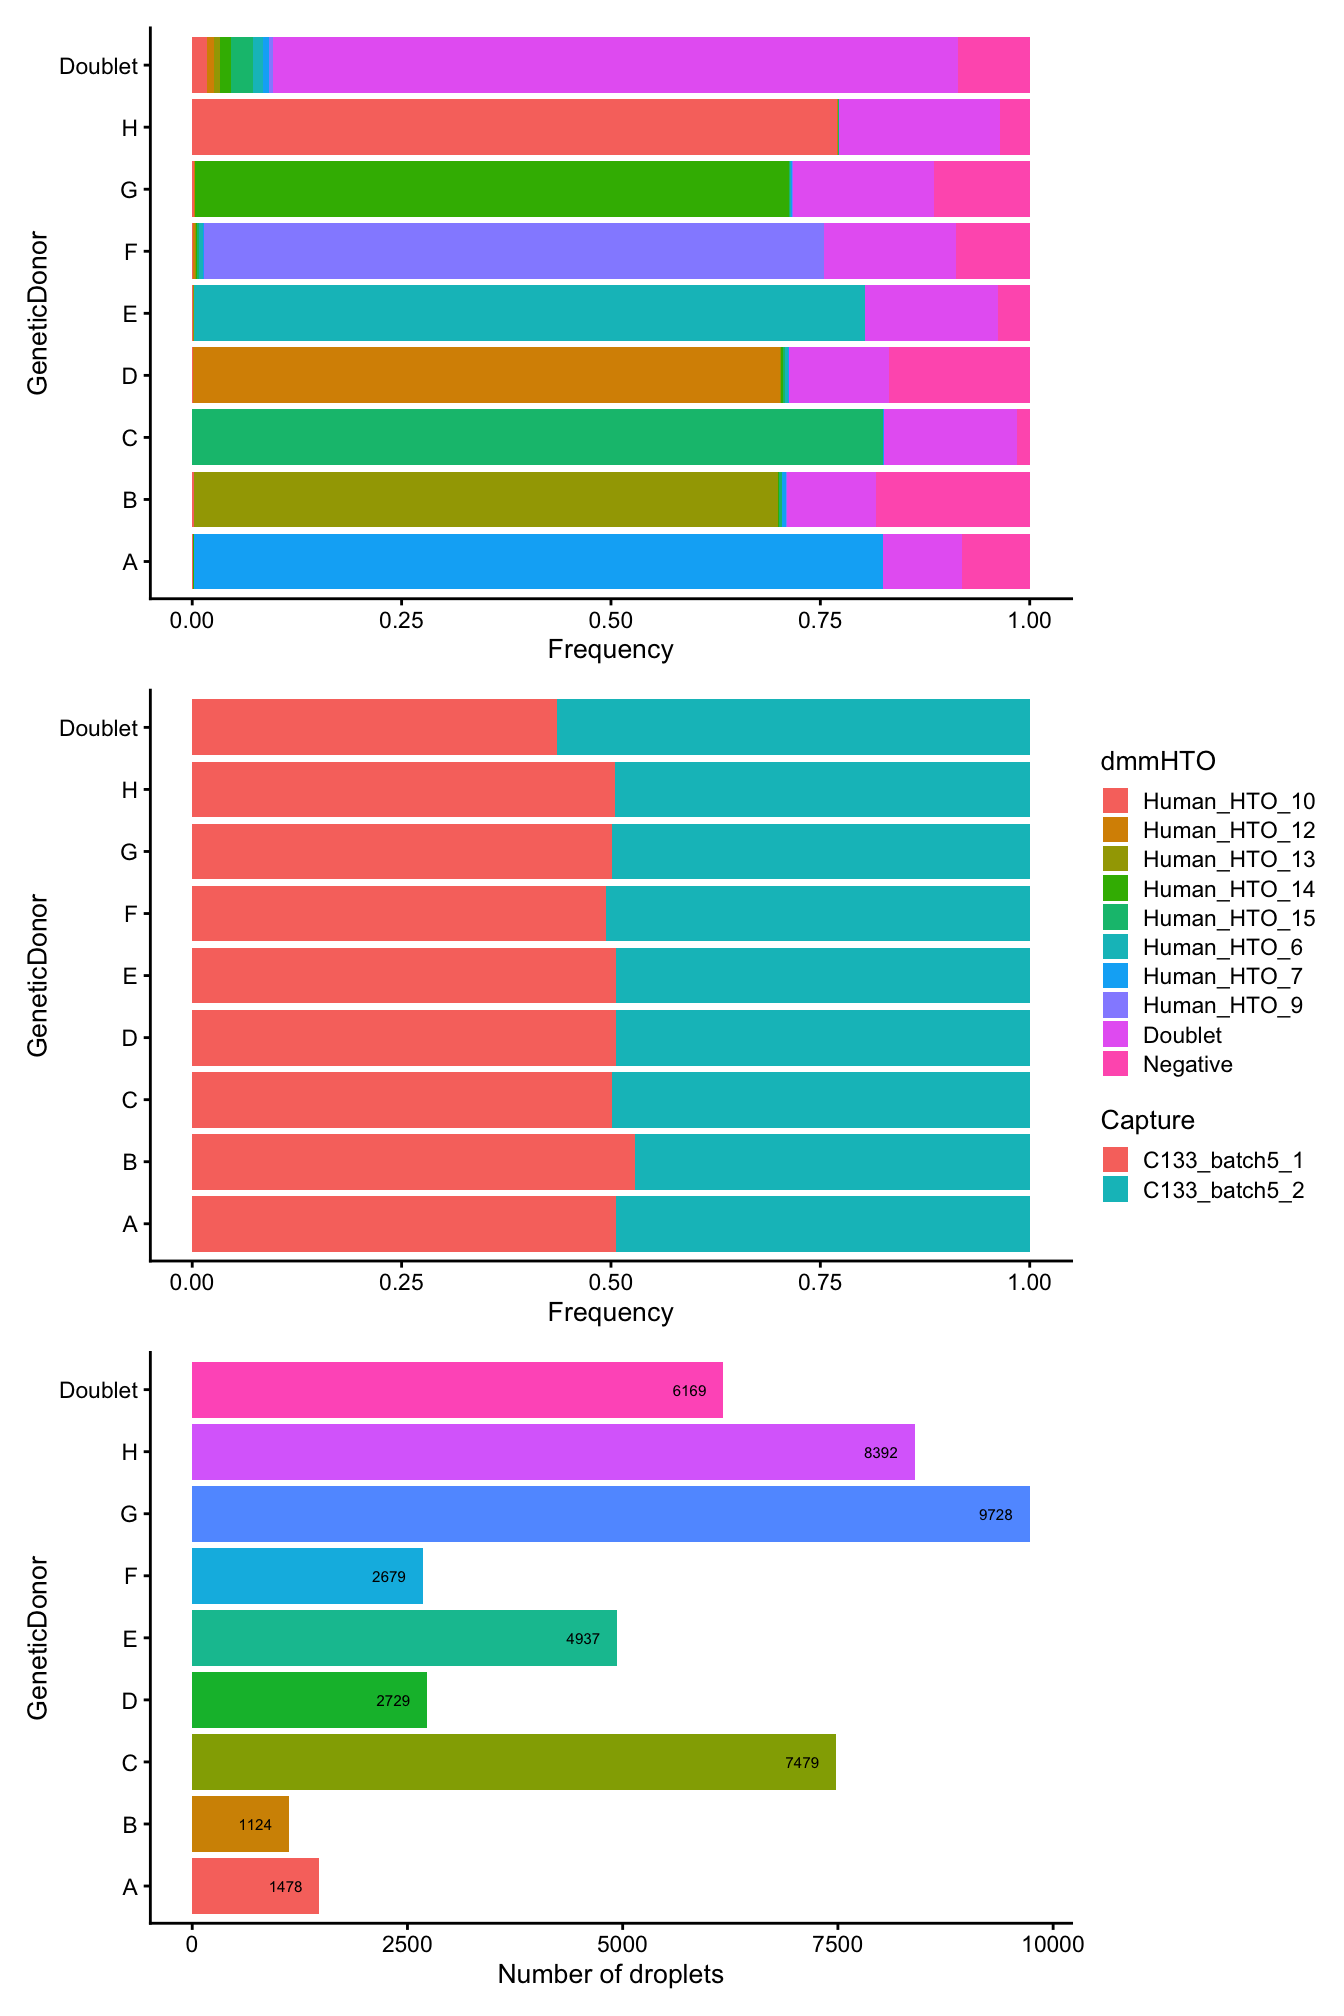 Doublet
H
G
F
E
D
C
B
A
GeneticDonor
0.00 0.25 0.50 0.75 1.00
Frequency
Doublet
H
G
F
E
D
C
B
A
GeneticDonor
0.00 0.25 0.50 0.75 1.00
Frequency
dmmHTO
Human_HTO_10
Human_HTO_12
Human_HTO_13
Human_HTO_14
Human_HTO_15
Human_HTO_6
Human_HTO_7
Human_HTO_9
Doublet
Negative
Capture
C133_batch5_1
C133_batch5_2
Doublet 6169
H 8392
G 9728
F 2679
E 4937
D 2729
C 7479
B 1124
A 1478
GeneticDonor
0 2500 5000 7500 10000
Number of droplets